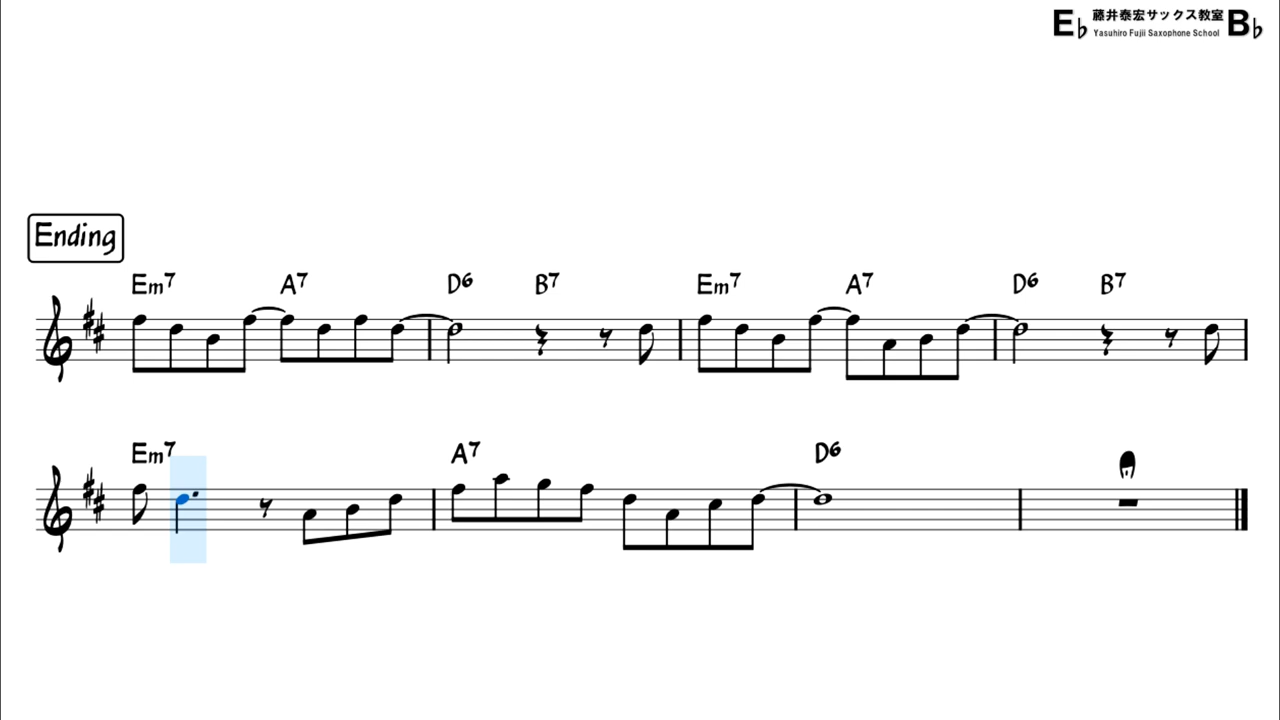 E♭ 藤井泰宏サックス教室 B♭
Yasuhiro Fujii Saxophone School
Ending
Em7 A7 D6 B7 Em7 A7 D6 B7
Em7 A7 D6